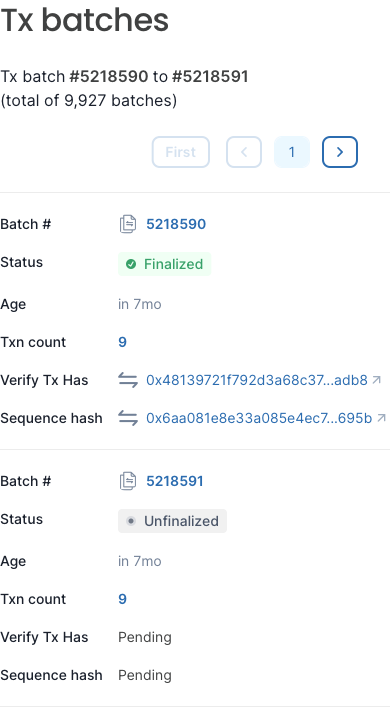 Tx batches
Tx batch #5218590 to #5218591
(total of 9,927 batches)
First
1
Batch # 5218590
Status Finalized
Age in 7mo
Txn count 9
Verify Tx Has 0x48139721f792d3a68c37...adb8
Sequence hash 0x6aa081e8e33a085e4ec7...695b
Batch # 5218591
Status Unfinalized
Age in 7mo
Txn count 9
Verify Tx Has Pending
Sequence hash Pending